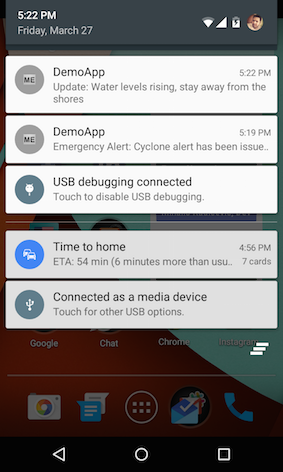 5:22 PM
Friday, March 27
ME
DemoApp 5:22 PM
Update: Water levels rising, stay away from the
shores
ME
DemoApp 5:19 PM
Emergency Alert: Cyclone alert has been issue..
USB debugging connected
Touch to disable USB debugging.
Time to home 4:56 PM
ETA: 54 min (6 minutes more than usu.. 7 cards
Connected as a media device
Touch for other USB options.
Google Chat Chrome Instagram